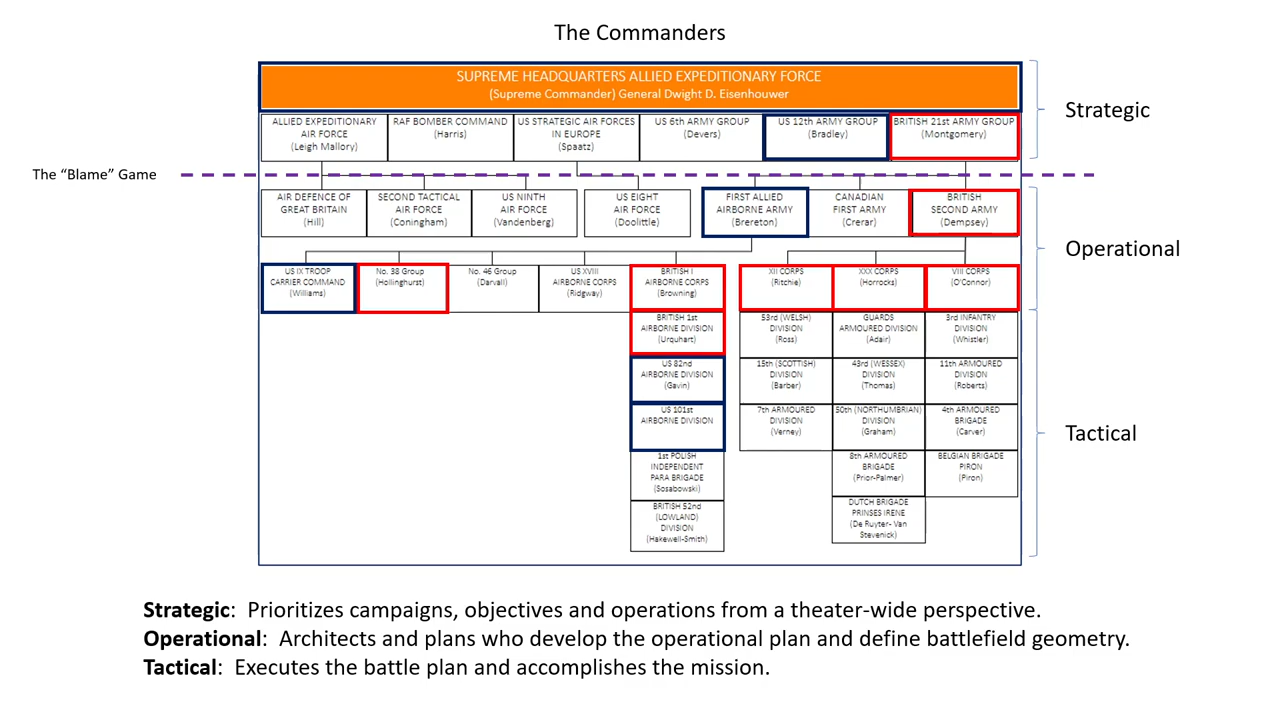 The Commanders
SUPREME HEADQUARTERS ALLIED EXPEDITIONARY FORCE
(Supreme Commander) General Dwight D. Eisenhouwer
Strategic
ALLIED EXPEDITIONARY
AIR FORCE
(Leigh Mallory)
RAF BOMBER COMMAND
(Harris)
US STRATEGIC AIR FORCES
IN EUROPE
(Spaatz)
US 6th ARMY GROUP
(Devers)
US 12th ARMY GROUP
(Bradley)
BRITISH 21st ARMY GROUP
(Montgomery)
The “Blame” Game
AIR DEFENCE OF
GREAT BRITAIN
(Hill)
SECOND TACTICAL
AIR FORCE
(Coningham)
US NINTH
AIR FORCE
(Vandenberg)
US EIGHT
AIR FORCE
(Doolittle)
FIRST ALLIED
AIRBORNE ARMY
(Brereton)
CANADIAN
FIRST ARMY
(Crerar)
BRITISH
SECOND ARMY
(Dempsey)
Operational
US IX TROOP
CARRIER COMMAND
(Williams)
No. 38 Group
(Hollinghurst)
No. 46 Group
(Darvall)
US XVIII
AIRBORNE CORPS
(Ridgway)
BRITISH I
AIRBORNE CORPS
(Browning)
XII CORPS
(Ritchie)
XXX CORPS
(Horrocks)
VIII CORPS
(O'Connor)
BRITISH 1st
AIRBORNE DIVISION
(Urquhart)
53rd (WELSH)
DIVISION
(Ross)
GUARDS
ARMOURED DIVISION
(Adair)
3rd INFANTRY
DIVISION
(Whistler)
US 82nd
AIRBORNE DIVISION
(Gavin)
15th (SCOTTISH)
DIVISION
(Barber)
43rd (WESSEX)
DIVISION
(Thomas)
11th ARMOURED
DIVISION
(Roberts)
US 101st
AIRBORNE DIVISION
7th ARMOURED
DIVISION
(Verney)
50th (NORTHUMBRIAN)
DIVISION
(Graham)
4th ARMOURED
BRIGADE
(Carver)
Tactical
1st POLISH
INDEPENDENT
PARA BRIGADE
(Sosabowski)
8th ARMOURED
BRIGADE
(Prior-Palmer)
BELGIAN BRIGADE
PIRON
(Piron)
BRITISH 52nd
(LOWLAND)
DIVISION
(Hakewell-Smith)
DUTCH BRIGADE
PRINSES IRENE
(De Ruyter- Van
Stevenick)
Strategic: Prioritizes campaigns, objectives and operations from a theater-wide perspective.
Operational: Architects and plans who develop the operational plan and define battlefield geometry.
Tactical: Executes the battle plan and accomplishes the mission.